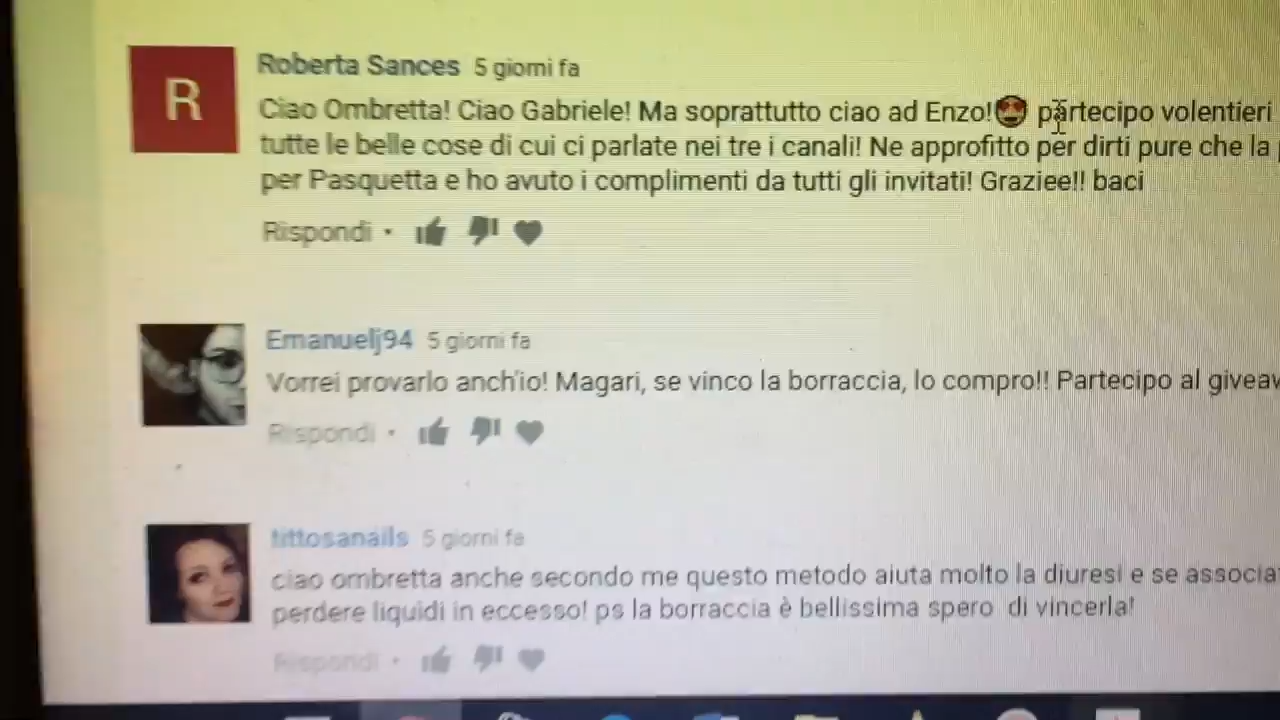 R
Roberta Sances 5 giorni fa
Ciao Ombretta! Ciao Gabriele! Ma soprattutto ciao ad Enzo!😍 partecipo volentieri
tutte le belle cose di cui ci parlate nei tre i canali! Ne approfitto per dirti pure che la
per Pasquetta e ho avuto i complimenti da tutti gli invitati! Graziee!! baci
Rispondi •
Emanuelj94 5 giorni fa
Vorrei provarlo anch'io! Magari, se vinco la borraccia, lo compro!! Partecipo al giveaw
Rispondi •
tittosanails 5 giorni fa
ciao ombretta anche secondo me questo metodo aiuta molto la diuresi e se associat
perdere liquidi in eccesso! ps la borraccia è bellissima spero di vincerla!
Rispondi •